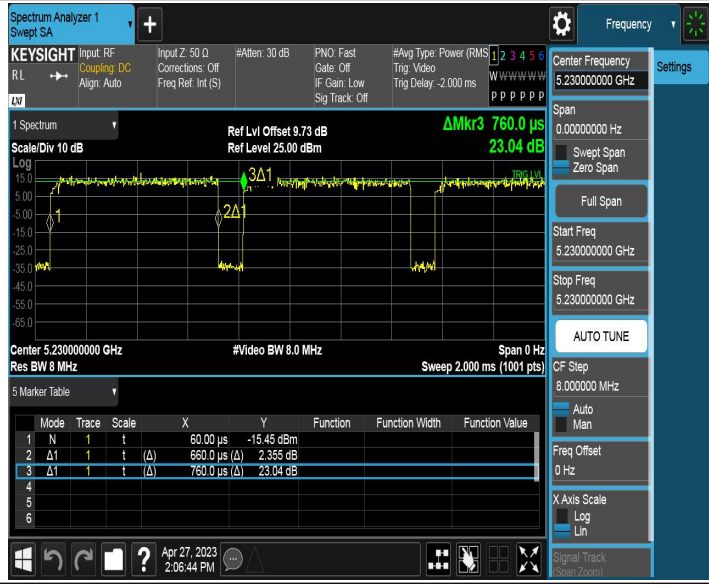 Spectrum Analyzer 1
Swept SA
Frequency
KEYSIGHT
RL
LXI
Input: RF
Coupling: DC
Align: Auto
Input Z: 50 Ω
Corrections: Off
Freq Ref: Int (S)
#Atten: 30 dB
PNO: Fast
Gate: Off
IF Gain: Low
Sig Track: Off
#Avg Type: Power (RMS
Trig: Video
Trig Delay: -2.000 ms
1 2 3 4 5 6
W W W W W W
P P P P P P
Center Frequency
5.230000000 GHz
Settings
Span
0.00000000 Hz
Swept Span
Zero Span
Full Span
Start Freq
5.230000000 GHz
Stop Freq
5.230000000 GHz
AUTO TUNE
CF Step
8.000000 MHz
Auto
Man
Freq Offset
0 Hz
X Axis Scale
Log
Lin
Signal Track
(Span Zoom)
1 Spectrum
Scale/Div 10 dB
Ref Lvl Offset 9.73 dB
Ref Level 25.00 dBm
ΔMkr3 760.0 µs
23.04 dB
Log
15.0
5.00
-5.00
-15.0
-25.0
-35.0
-45.0
-55.0
-65.0
TRIG LVL
1
2Δ1
3Δ1
Center 5.230000000 GHz
#Video BW 8.0 MHz
Span 0 Hz
Res BW 8 MHz
Sweep 2.000 ms (1001 pts)
5 Marker Table
Mode Trace Scale X Y Function Function Width Function Value
1 N 1 t 60.00 µs -15.45 dBm
2 Δ1 1 t (Δ) 660.0 µs (Δ) 2.355 dB
3 Δ1 1 t (Δ) 760.0 µs (Δ) 23.04 dB
4
5
6
Apr 27, 2023
2:06:44 PM